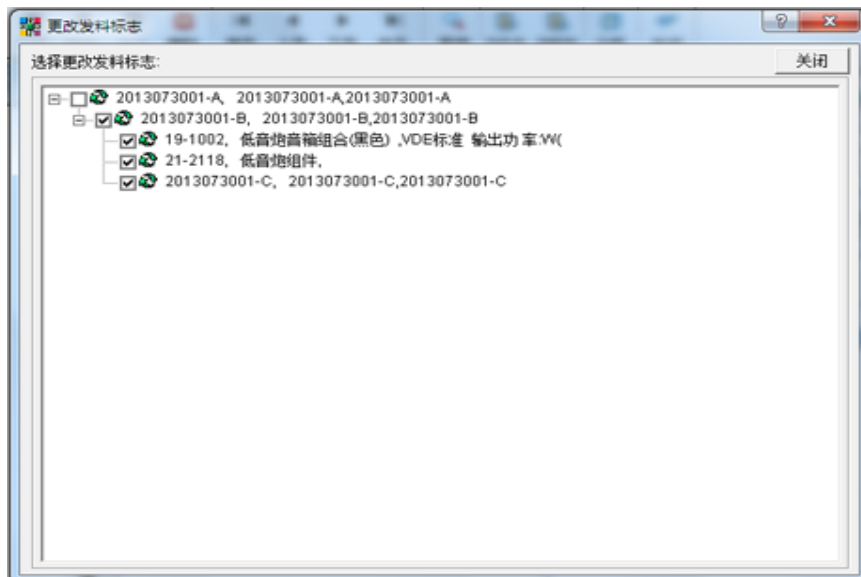 更改发料标志
选择更改发料标志:
关闭
2013073001-A, 2013073001-A,2013073001-A
2013073001-B, 2013073001-B,2013073001-B
19-1002, 低音炮音箱组合(黑色) ,VDE标准 输出功率:W(
21-2118, 低音炮组件,
2013073001-C, 2013073001-C,2013073001-C